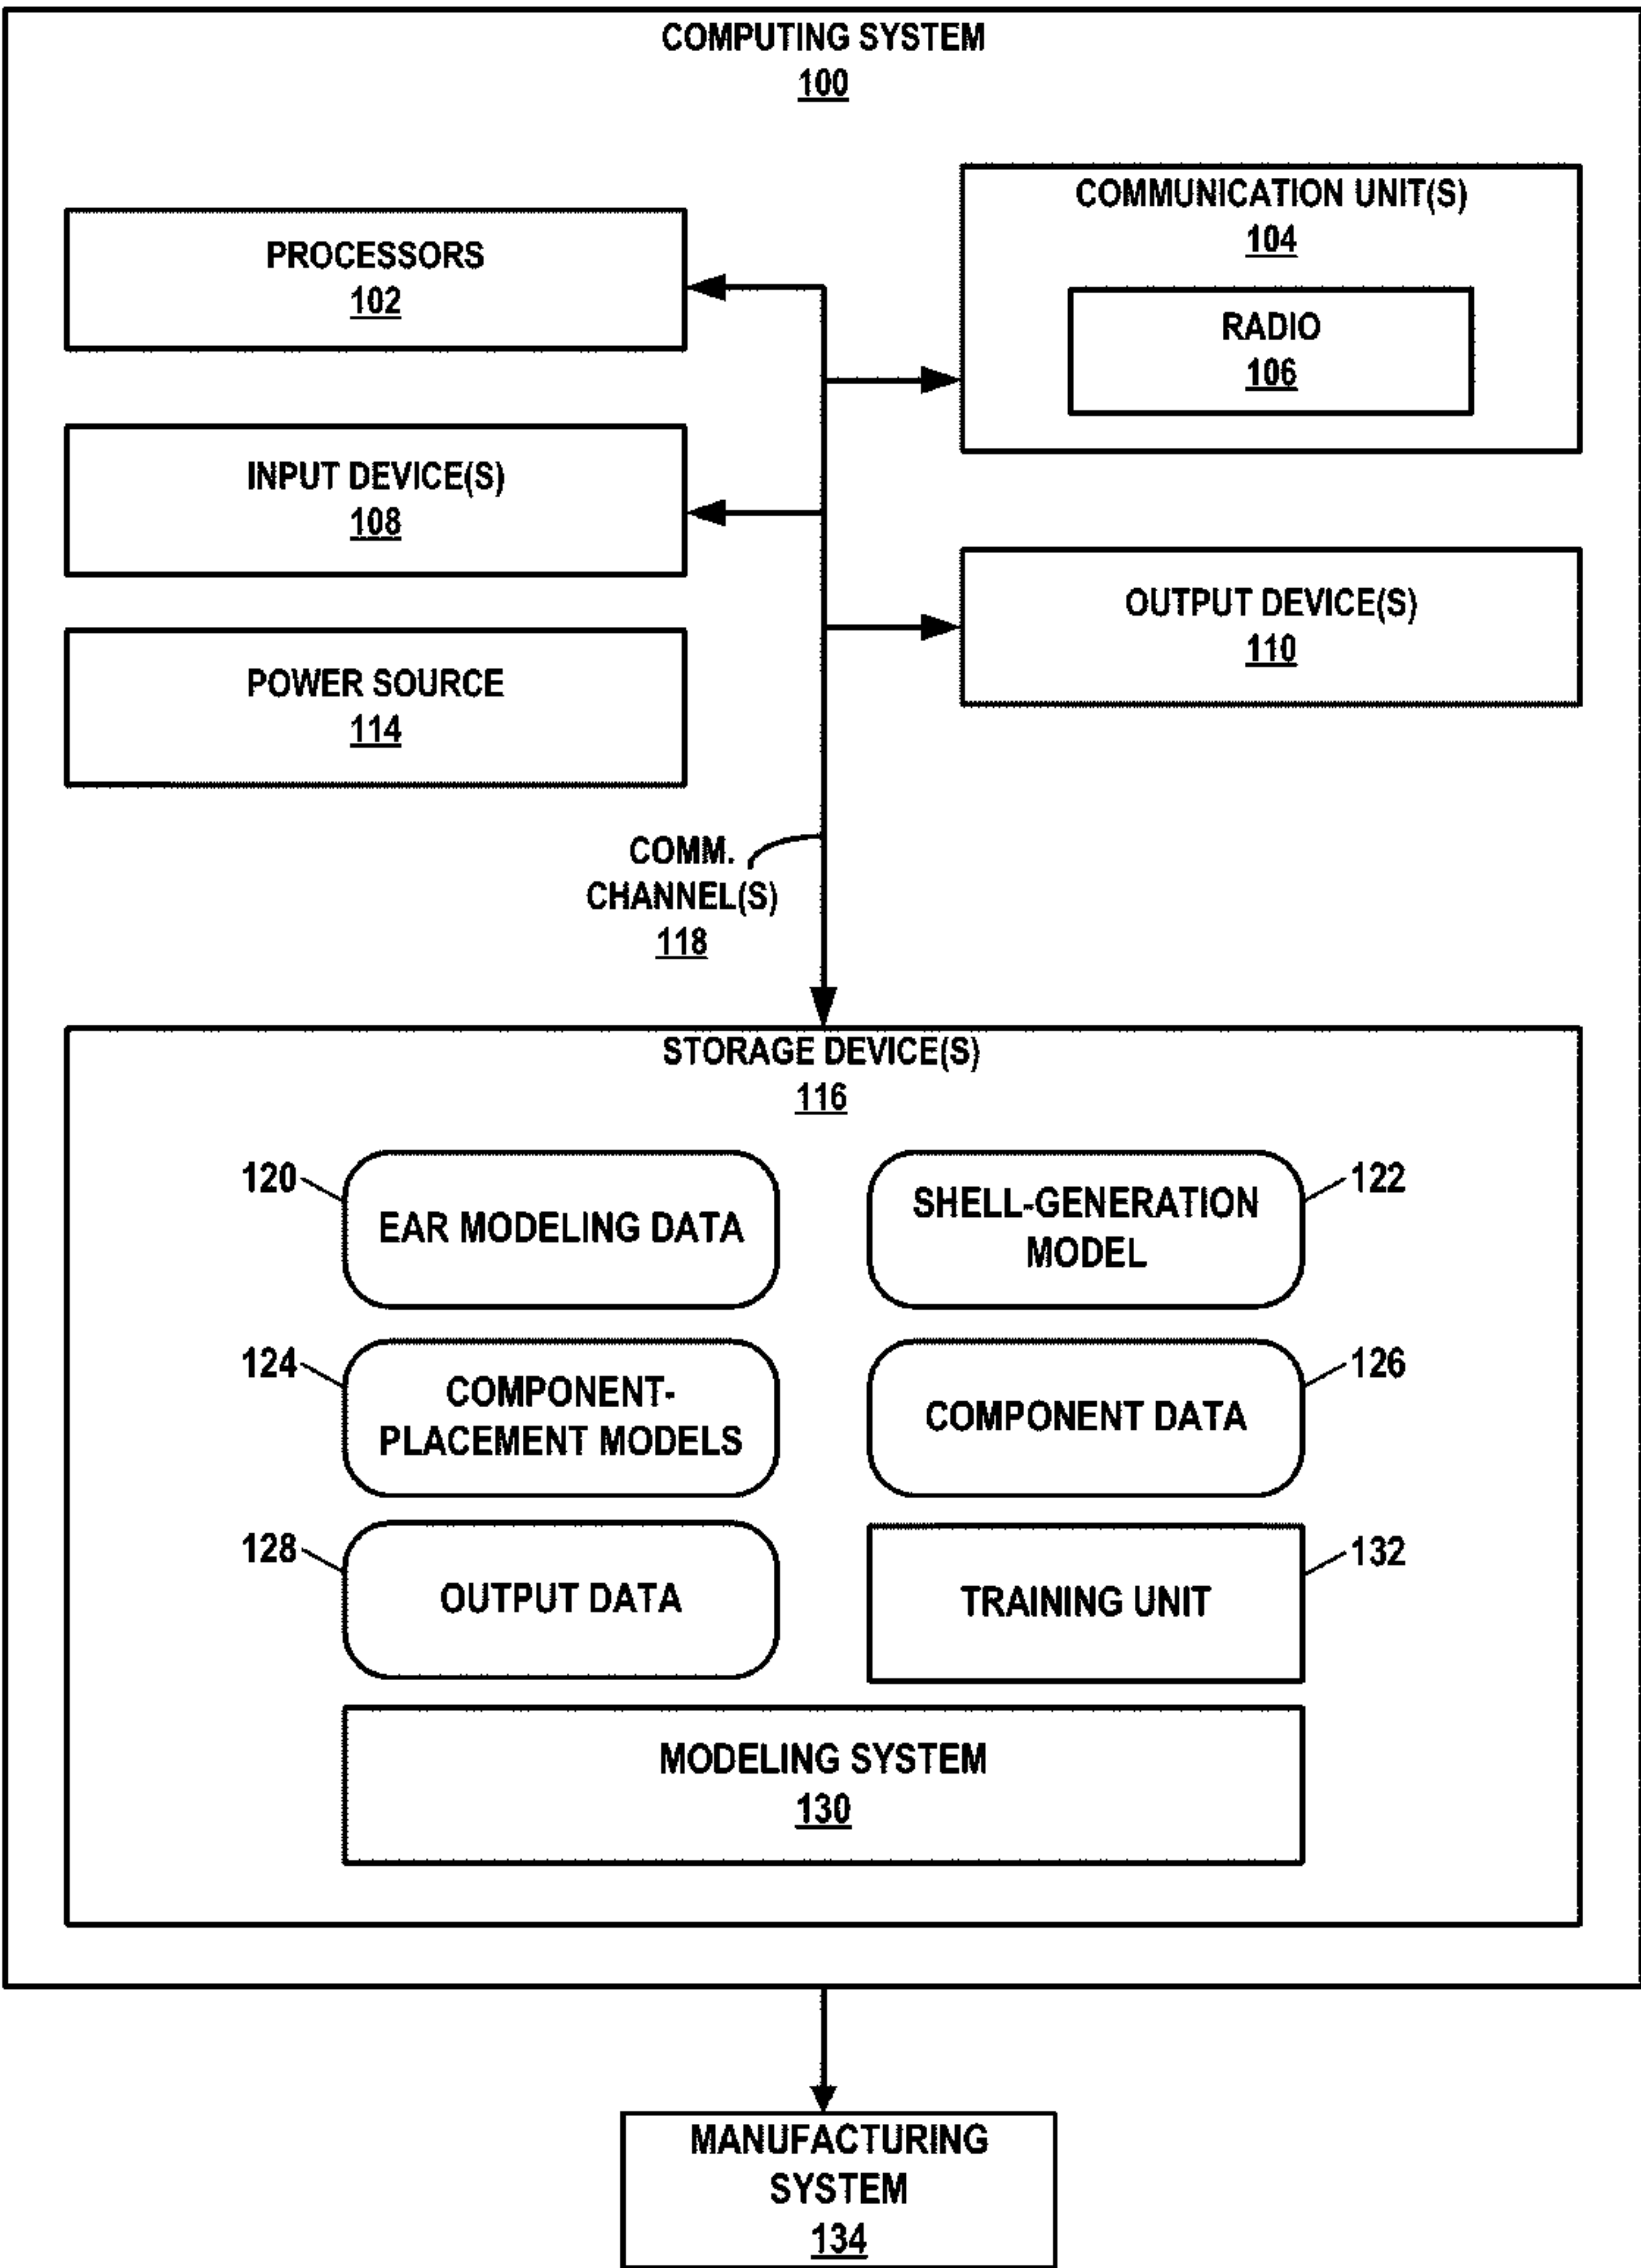 COMPUTING SYSTEM
100
PROCESSORS
102
COMMUNICATION UNIT(S)
104
RADIO
106
INPUT DEVICE(S)
108
OUTPUT DEVICE(S)
110
POWER SOURCE
114
COMM.
CHANNEL(S)
118
STORAGE DEVICE(S)
116
120
EAR MODELING DATA
SHELL-GENERATION
MODEL
122
124
COMPONENT-
PLACEMENT MODELS
COMPONENT DATA
126
128
OUTPUT DATA
TRAINING UNIT
132
MODELING SYSTEM
130
MANUFACTURING
SYSTEM
134